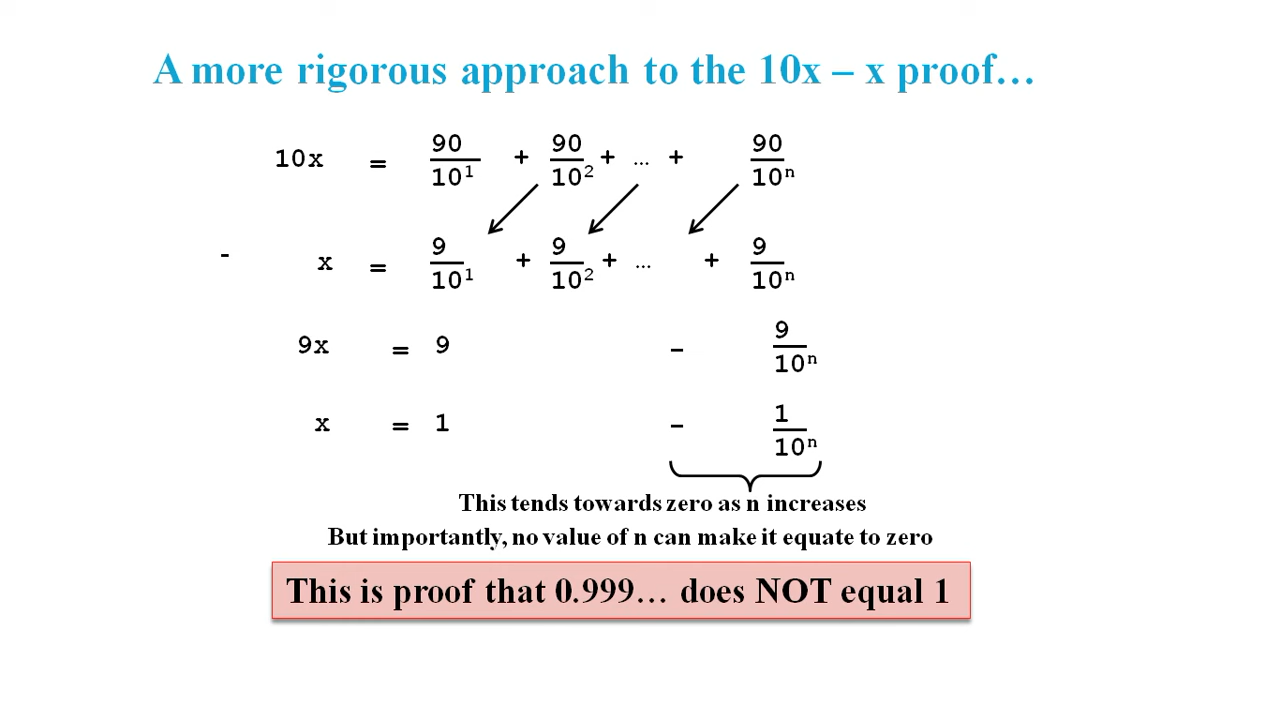 A more rigorous approach to the 10x – x proof…
10x = 90/10¹ + 90/10² + … + 90/10ⁿ
- x = 9/10¹ + 9/10² + … + 9/10ⁿ
9x = 9 – 9/10ⁿ
x = 1 – 1/10ⁿ
This tends towards zero as n increases
But importantly, no value of n can make it equate to zero
This is proof that 0.999… does NOT equal 1